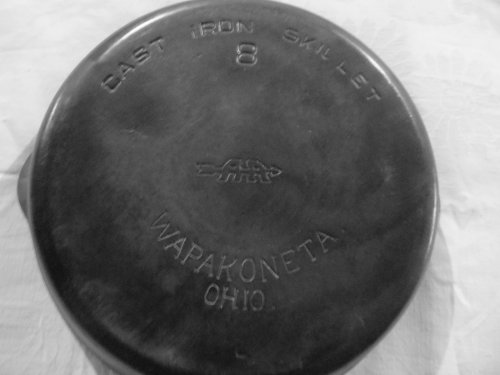 CAST IRON SKILLET
8
WAPAKONETA.
OHIO.